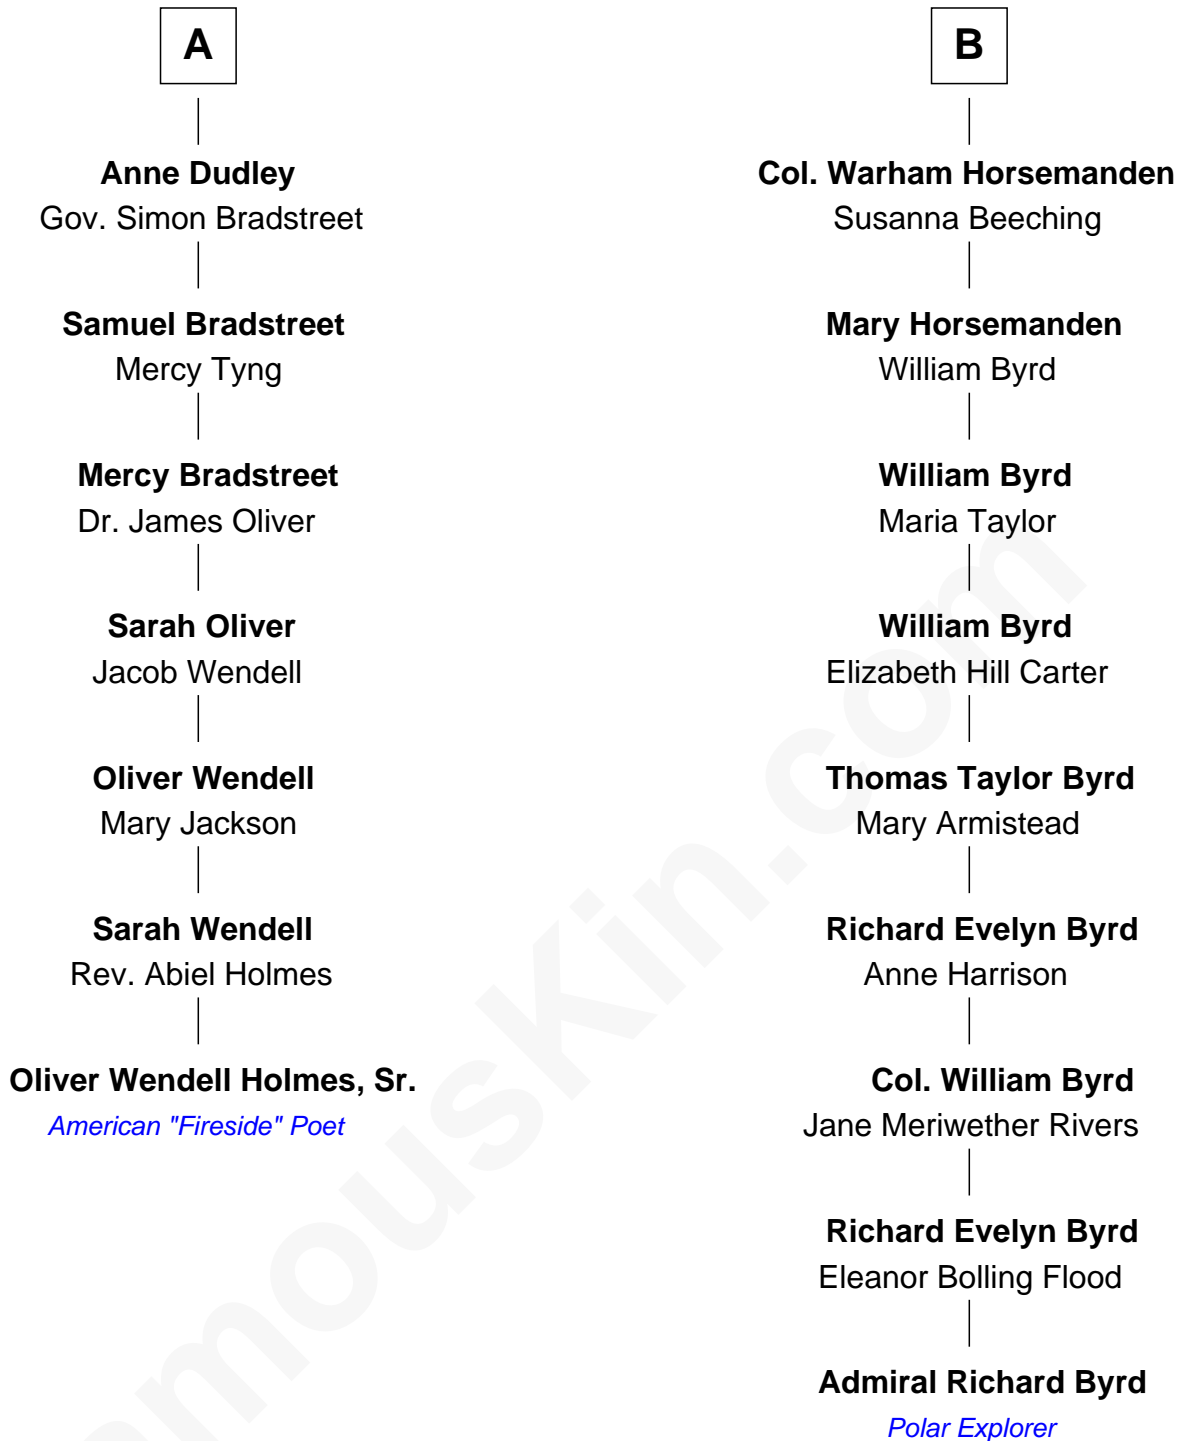 A
Anne Dudley
Gov. Simon Bradstreet
Samuel Bradstreet
Mercy Tyng
Mercy Bradstreet
Dr. James Oliver
Sarah Oliver
Jacob Wendell
Oliver Wendell
Mary Jackson
Sarah Wendell
Rev. Abiel Holmes
Oliver Wendell Holmes, Sr.
American "Fireside" Poet
B
Col. Warham Horsemanden
Susanna Beeching
Mary Horsemanden
William Byrd
William Byrd
Maria Taylor
William Byrd
Elizabeth Hill Carter
Thomas Taylor Byrd
Mary Armistead
Richard Evelyn Byrd
Anne Harrison
Col. William Byrd
Jane Meriwether Rivers
Richard Evelyn Byrd
Eleanor Bolling Flood
Admiral Richard Byrd
Polar Explorer
amouskin.com